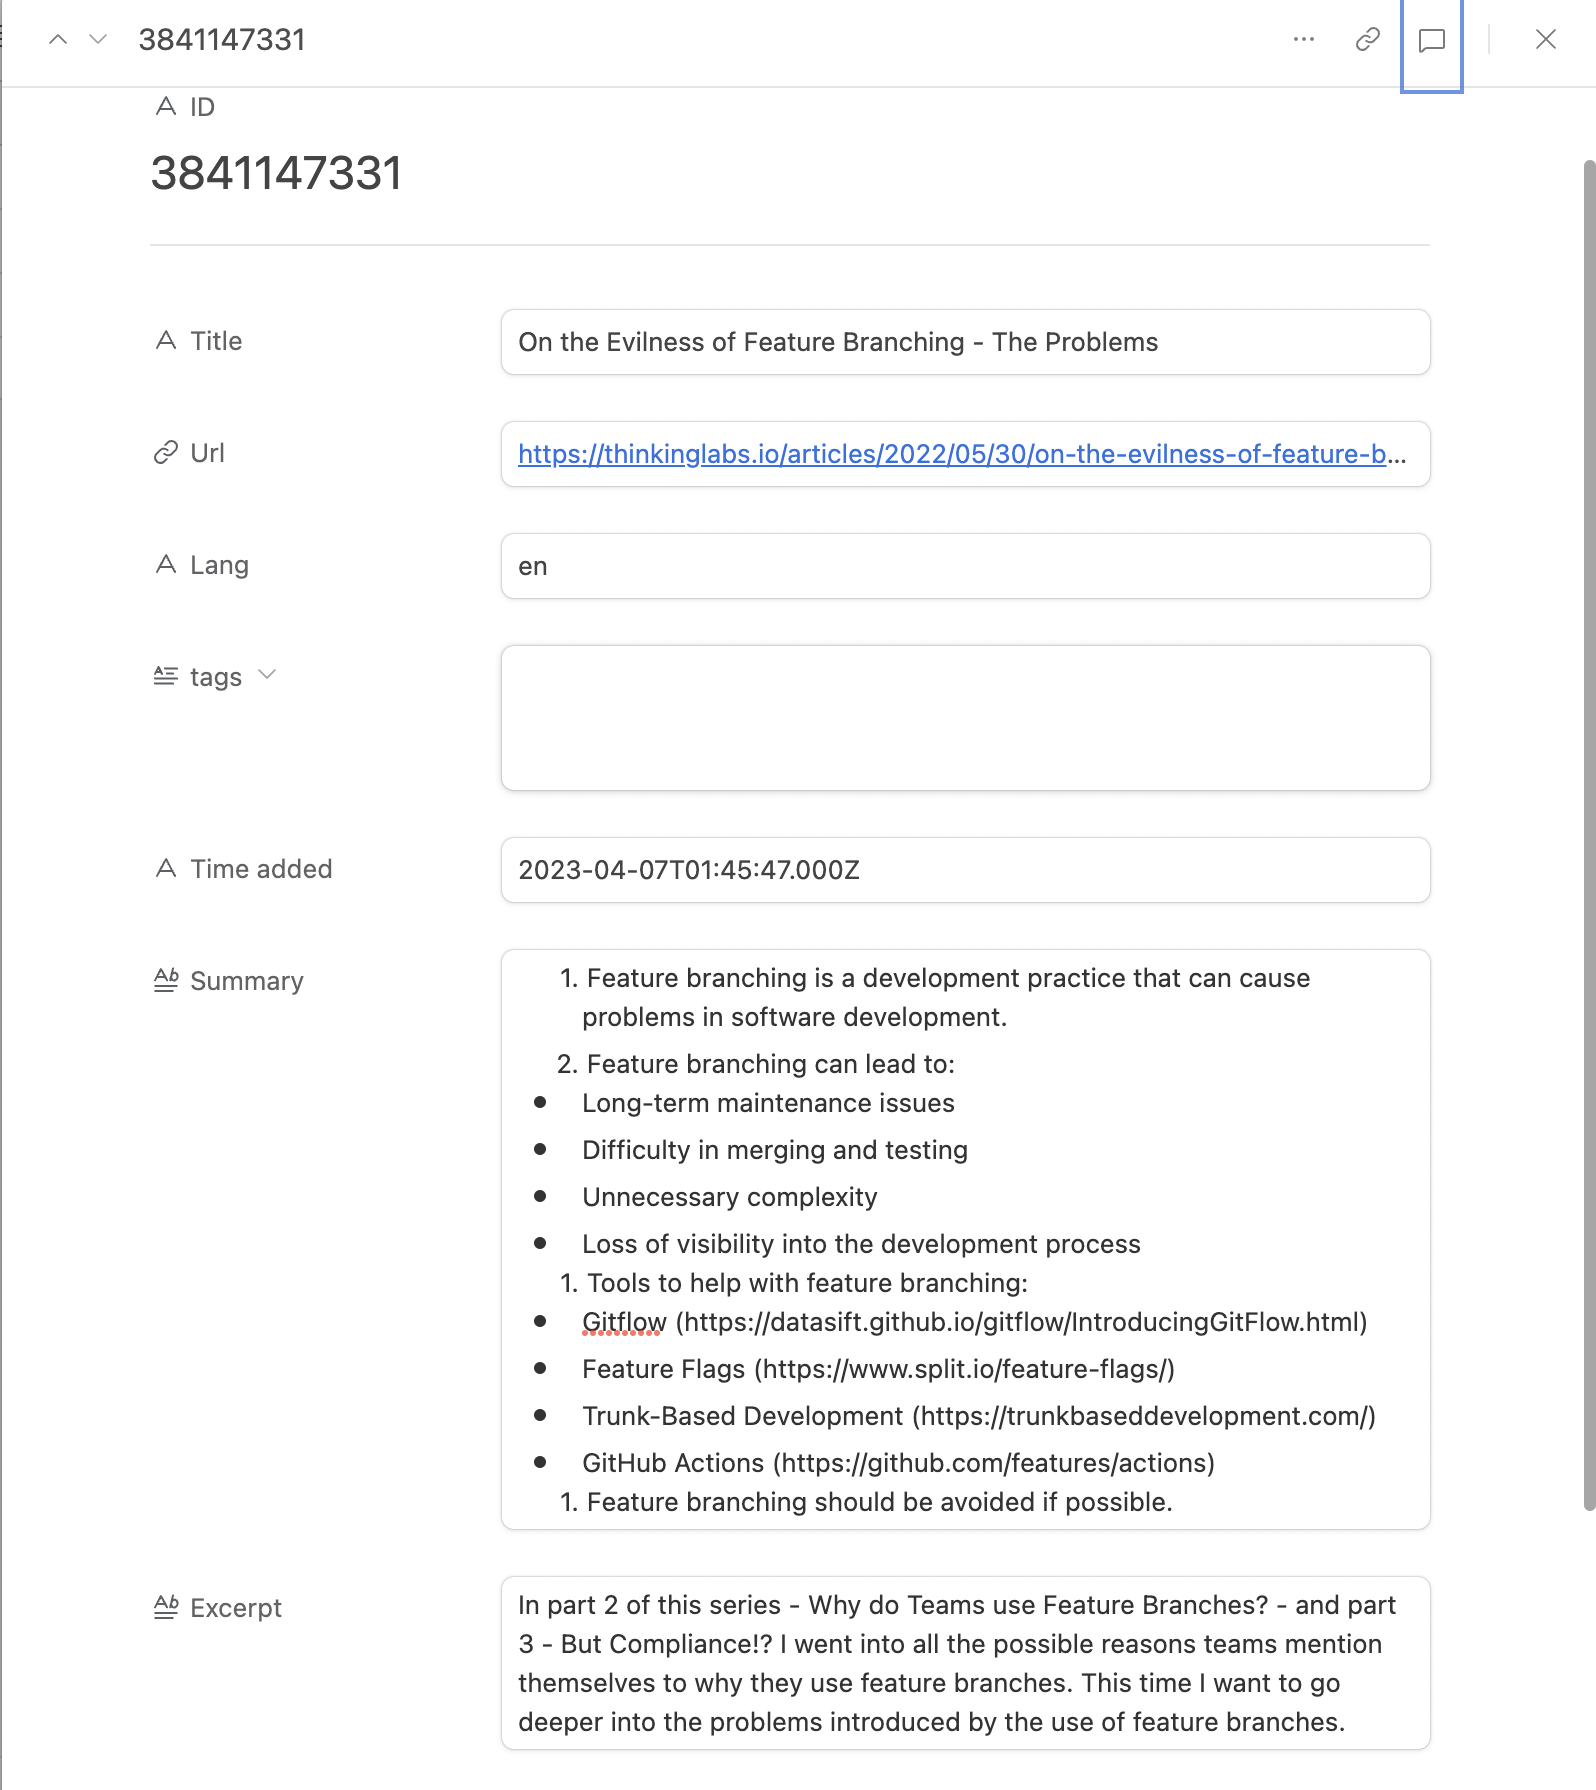 3841147331
ID
3841147331
Title
On the Evilness of Feature Branching - The Problems
Url
https://thinkinglabs.io/articles/2022/05/30/on-the-evilness-of-feature-b...
Lang
en
tags
Time added
2023-04-07T01:45:47.000Z
Summary
1. Feature branching is a development practice that can cause
problems in software development.
2. Feature branching can lead to:
• Long-term maintenance issues
• Difficulty in merging and testing
• Unnecessary complexity
• Loss of visibility into the development process
1. Tools to help with feature branching:
• Gitflow (https://datasift.github.io/gitflow/IntroducingGitFlow.html)
• Feature Flags (https://www.split.io/feature-flags/)
• Trunk-Based Development (https://trunkbaseddevelopment.com/)
• GitHub Actions (https://github.com/features/actions)
1. Feature branching should be avoided if possible.
Excerpt
In part 2 of this series - Why do Teams use Feature Branches? - and part
3 - But Compliance!? I went into all the possible reasons teams mention
themselves to why they use feature branches. This time I want to go
deeper into the problems introduced by the use of feature branches.